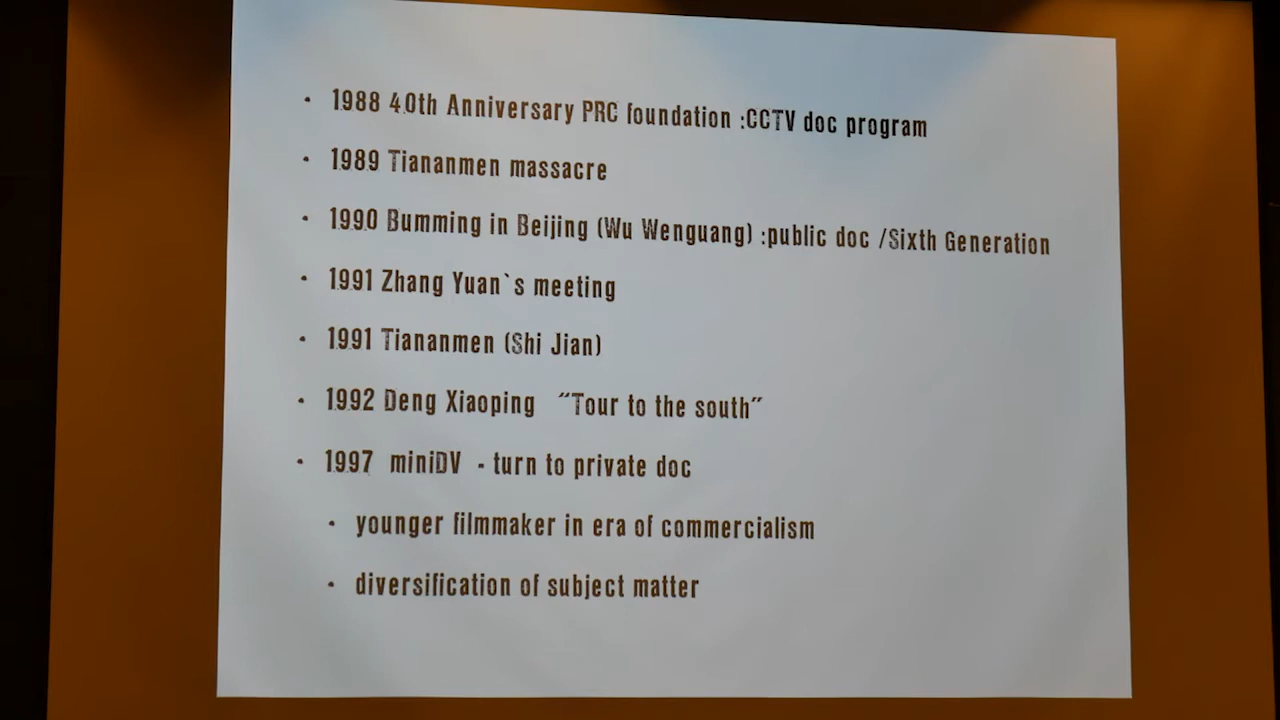 • 1988 40th Anniversary PRC foundation :CCTV doc program
• 1989 Tiananmen massacre
• 1990 Bumming in Beijing (Wu Wenguang) :public doc /Sixth Generation
• 1991 Zhang Yuan`s meeting
• 1991 Tiananmen (Shi Jian)
• 1992 Deng Xiaoping “Tour to the south”
• 1997 miniDV - turn to private doc
• younger filmmaker in era of commercialism
• diversification of subject matter